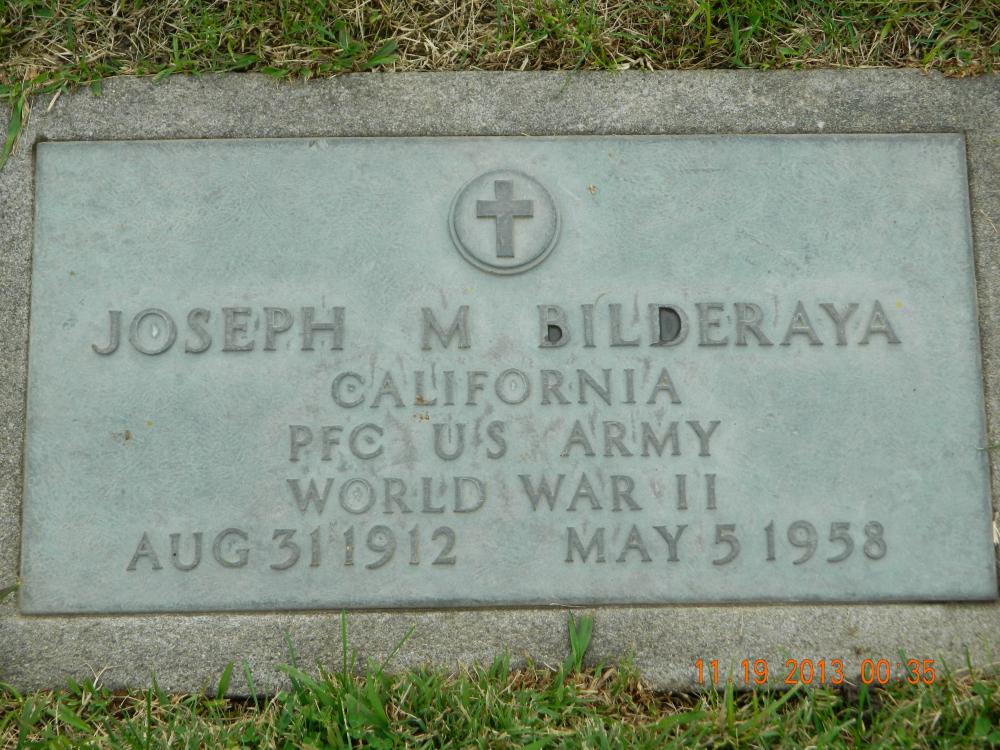 JOSEPH M BILDERAYA
CALIFORNIA
PFC US ARMY
WORLD WAR II
AUG 31 1912 MAY 5 1958
11 19 2013 00:35